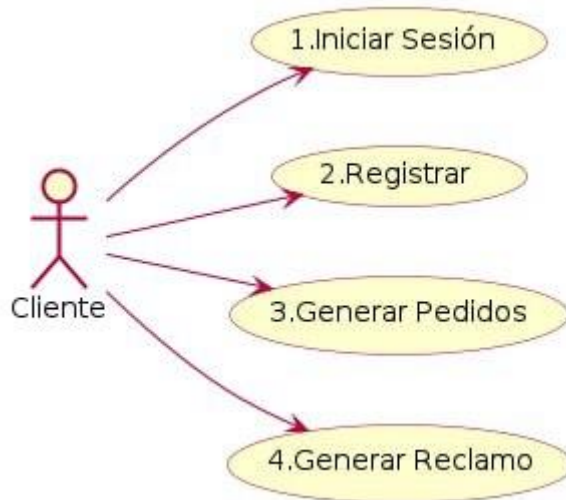 1.Iniciar Sesión
2.Registrar
Cliente
3.Generar Pedidos
4.Generar Reclamo